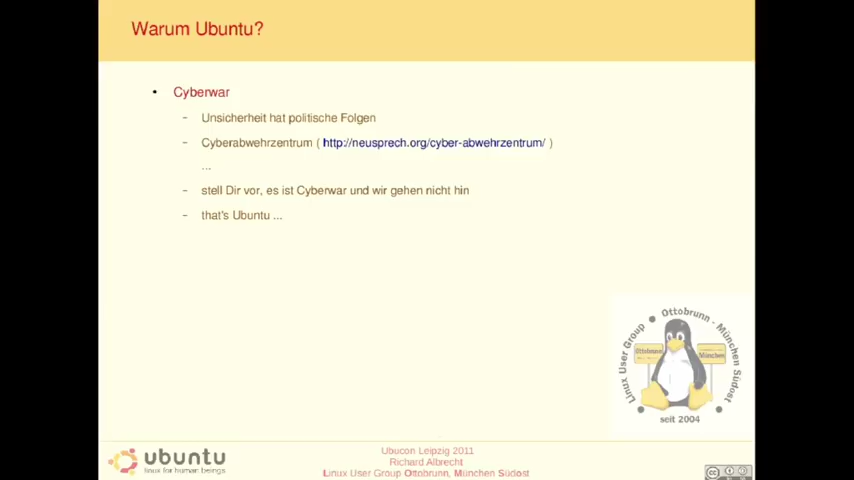 Warum Ubuntu?
• Cyberwar
- Unsicherheit hat politische Folgen
- Cyberabwehrzentrum ( http://neusprech.org/cyber-abwehrzentrum/ )
...
- stell Dir vor, es ist Cyberwar und wir gehen nicht hin
- that's Ubuntu ...
Linux User Group • Ottobrunn - München Südost •
Ottobrunn
München
seit 2004
ubuntu
linux for human beings
Ubucon Leipzig 2011
Richard Albrecht
Linux User Group Ottobrunn, München Südost
cc